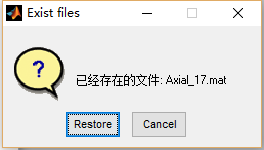 Exist files
?
已经存在的文件: Axial_17.mat
Restore Cancel